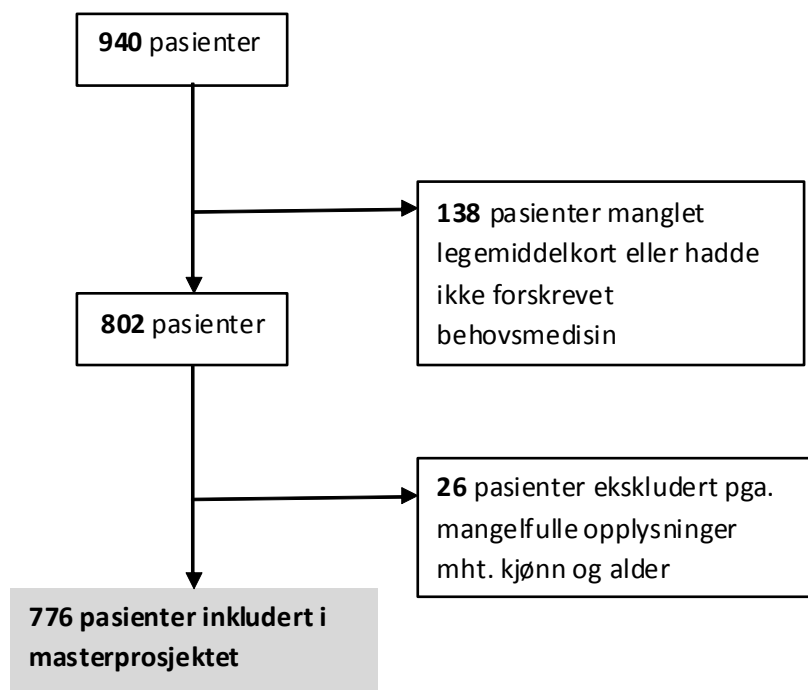 940 pasienter
138 pasienter manglet
legemiddelkort eller hadde
ikke forskrevet
behovsmedisin
802 pasienter
26 pasienter ekskludert pga.
mangelfulle opplysninger
mht. kjønn og alder
776 pasienter inkludert i
masterprosjektet